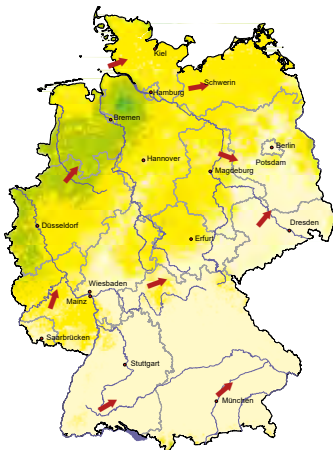 Kiel
Schwerin
Hamburg
Bremen
Berlin
Hannover
Potsdam
Magdeburg
Düsseldorf
Dresden
Erfurt
Wiesbaden
Mainz
Saarbrücken
Stuttgart
München